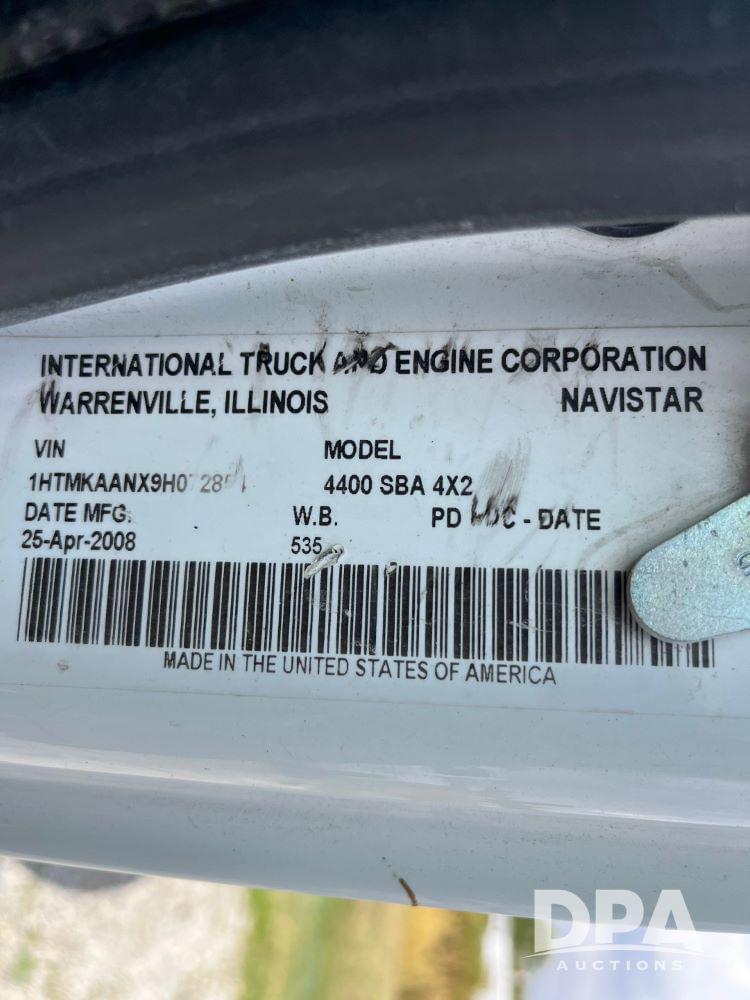 INTERNATIONAL TRUCK AND ENGINE CORPORATION
WARRENVILLE, ILLINOIS NAVISTAR
VIN MODEL
4400 SBA 4X2
DATE MFG. W.B. PD - DATE
25-Apr-2008 535
MADE IN THE UNITED STATES OF AMERICA
DPA
AUCTIONS